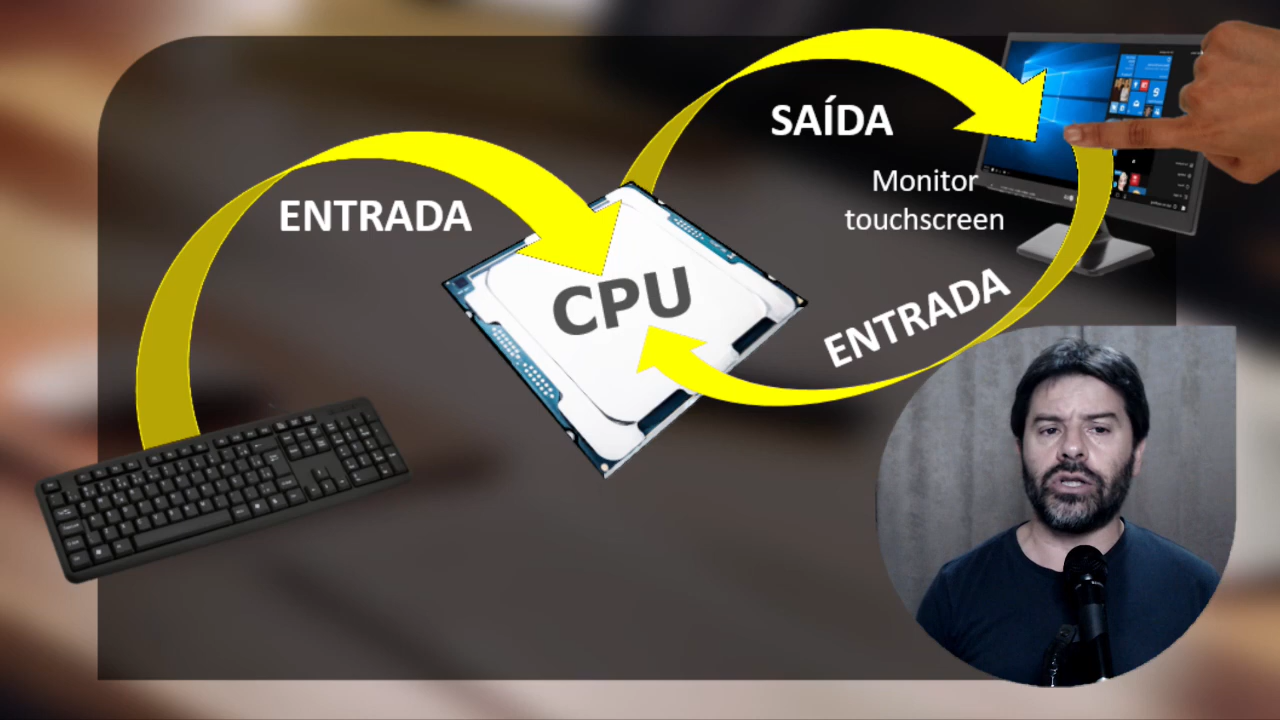 SAÍDA
ENTRADA
Monitor
touchscreen
CPU
ENTRADA